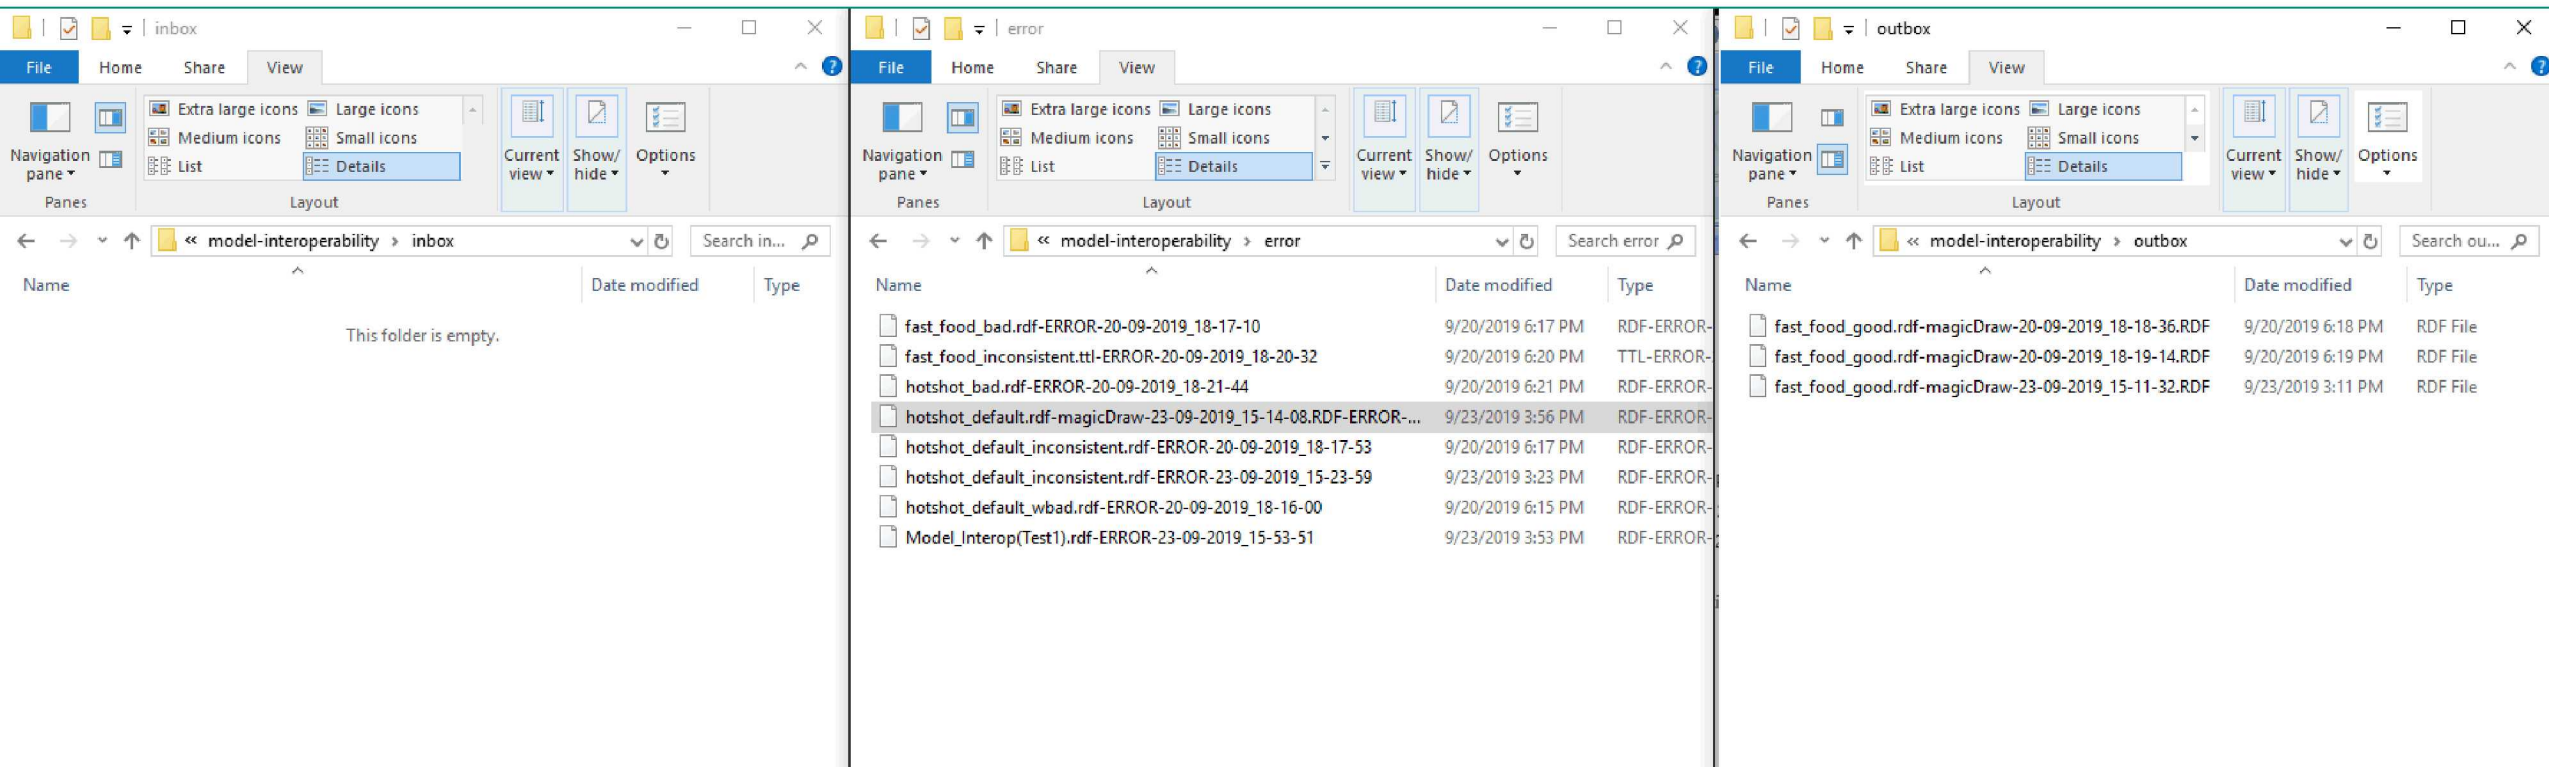 inbox
File Home Share View
Extra large icons Large icons
Medium icons Small icons
List Details
Navigation pane
Current view
Show/ hide
Options
Panes Layout
« model-interoperability › inbox
Search in...
Name Date modified Type
This folder is empty.
error
File Home Share View
Extra large icons Large icons
Medium icons Small icons
List Details
Navigation pane
Current view
Show/ hide
Options
Panes Layout
« model-interoperability › error
Search error
Name Date modified Type
fast_food_bad.rdf-ERROR-20-09-2019_18-17-10 9/20/2019 6:17 PM RDF-ERROR-
fast_food_inconsistent.ttl-ERROR-20-09-2019_18-20-32 9/20/2019 6:20 PM TTL-ERROR-
hotshot_bad.rdf-ERROR-20-09-2019_18-21-44 9/20/2019 6:21 PM RDF-ERROR-
hotshot_default.rdf-magicDraw-23-09-2019_15-14-08.RDF-ERROR-... 9/23/2019 3:56 PM RDF-ERROR-
hotshot_default_inconsistent.rdf-ERROR-20-09-2019_18-17-53 9/20/2019 6:17 PM RDF-ERROR-
hotshot_default_inconsistent.rdf-ERROR-23-09-2019_15-23-59 9/23/2019 3:23 PM RDF-ERROR-
hotshot_default_wbad.rdf-ERROR-20-09-2019_18-16-00 9/20/2019 6:15 PM RDF-ERROR-
Model_Interop(Test1).rdf-ERROR-23-09-2019_15-53-51 9/23/2019 3:53 PM RDF-ERROR-
outbox
File Home Share View
Extra large icons Large icons
Medium icons Small icons
List Details
Navigation pane
Current view
Show/ hide
Options
Panes Layout
« model-interoperability › outbox
Search ou...
Name Date modified Type
fast_food_good.rdf-magicDraw-20-09-2019_18-18-36.RDF 9/20/2019 6:18 PM RDF File
fast_food_good.rdf-magicDraw-20-09-2019_18-19-14.RDF 9/20/2019 6:19 PM RDF File
fast_food_good.rdf-magicDraw-23-09-2019_15-11-32.RDF 9/23/2019 3:11 PM RDF File